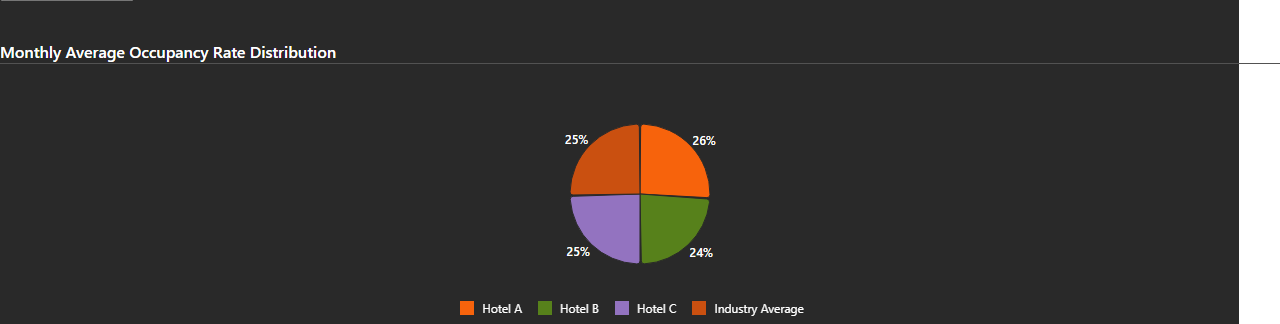 Monthly Average Occupancy Rate Distribution
25%
26%
25%
24%
Hotel A
Hotel B
Hotel C
Industry Average